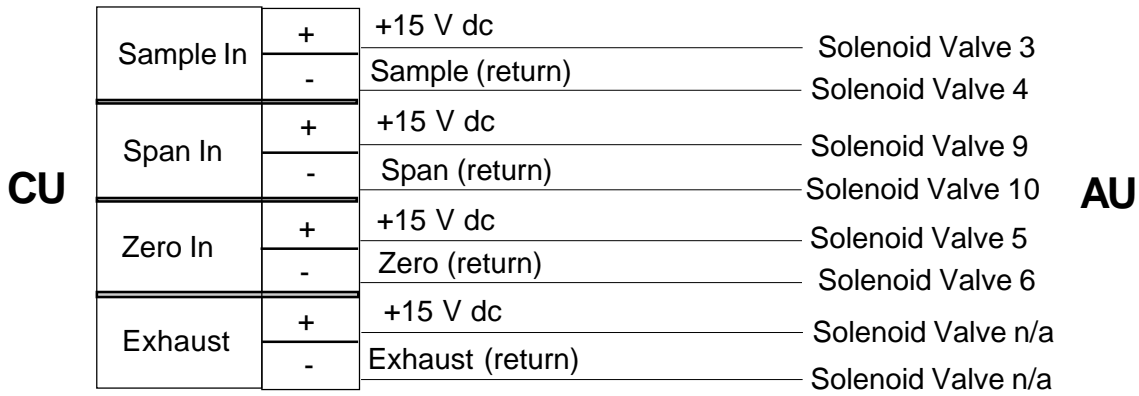 +15 V dc
Sample In + Solenoid Valve 3
- Sample (return)
Solenoid Valve 4
+ +15 V dc
Span In Solenoid Valve 9
- Span (return)
CU Solenoid Valve 10 AU
+ +15 V dc
Zero In Solenoid Valve 5
- Zero (return)
Solenoid Valve 6
+ +15 V dc
Exhaust Solenoid Valve n/a
- Exhaust (return)
Solenoid Valve n/a